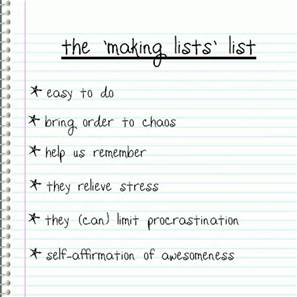 the 'making lists' list
* easy to do
* bring order to chaos
* help us remember
* they relieve stress
* they (can) limit procrastination
* self-affirmation of awesomeness